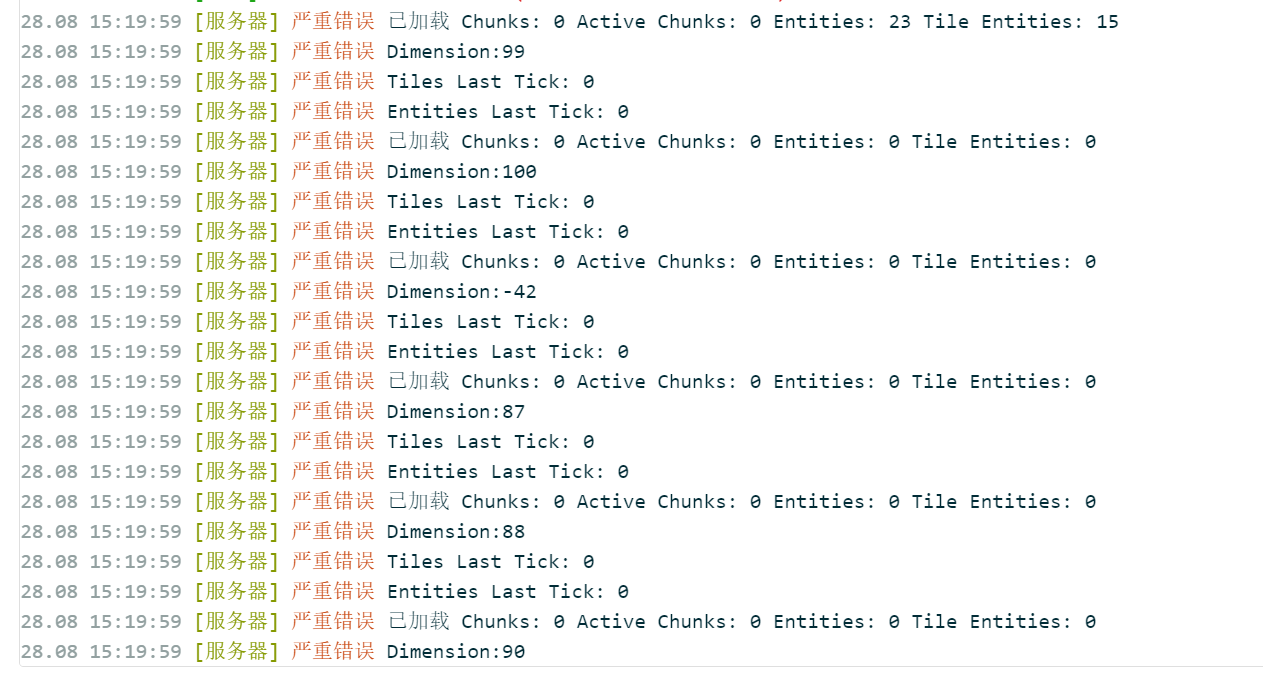 28.08 15:19:59 [服务器] 严重错误 已加载 Chunks: 0 Active Chunks: 0 Entities: 23 Tile Entities: 15
28.08 15:19:59 [服务器] 严重错误 Dimension:99
28.08 15:19:59 [服务器] 严重错误 Tiles Last Tick: 0
28.08 15:19:59 [服务器] 严重错误 Entities Last Tick: 0
28.08 15:19:59 [服务器] 严重错误 已加载 Chunks: 0 Active Chunks: 0 Entities: 0 Tile Entities: 0
28.08 15:19:59 [服务器] 严重错误 Dimension:100
28.08 15:19:59 [服务器] 严重错误 Tiles Last Tick: 0
28.08 15:19:59 [服务器] 严重错误 Entities Last Tick: 0
28.08 15:19:59 [服务器] 严重错误 已加载 Chunks: 0 Active Chunks: 0 Entities: 0 Tile Entities: 0
28.08 15:19:59 [服务器] 严重错误 Dimension:-42
28.08 15:19:59 [服务器] 严重错误 Tiles Last Tick: 0
28.08 15:19:59 [服务器] 严重错误 Entities Last Tick: 0
28.08 15:19:59 [服务器] 严重错误 已加载 Chunks: 0 Active Chunks: 0 Entities: 0 Tile Entities: 0
28.08 15:19:59 [服务器] 严重错误 Dimension:87
28.08 15:19:59 [服务器] 严重错误 Tiles Last Tick: 0
28.08 15:19:59 [服务器] 严重错误 Entities Last Tick: 0
28.08 15:19:59 [服务器] 严重错误 已加载 Chunks: 0 Active Chunks: 0 Entities: 0 Tile Entities: 0
28.08 15:19:59 [服务器] 严重错误 Dimension:88
28.08 15:19:59 [服务器] 严重错误 Tiles Last Tick: 0
28.08 15:19:59 [服务器] 严重错误 Entities Last Tick: 0
28.08 15:19:59 [服务器] 严重错误 已加载 Chunks: 0 Active Chunks: 0 Entities: 0 Tile Entities: 0
28.08 15:19:59 [服务器] 严重错误 Dimension:90